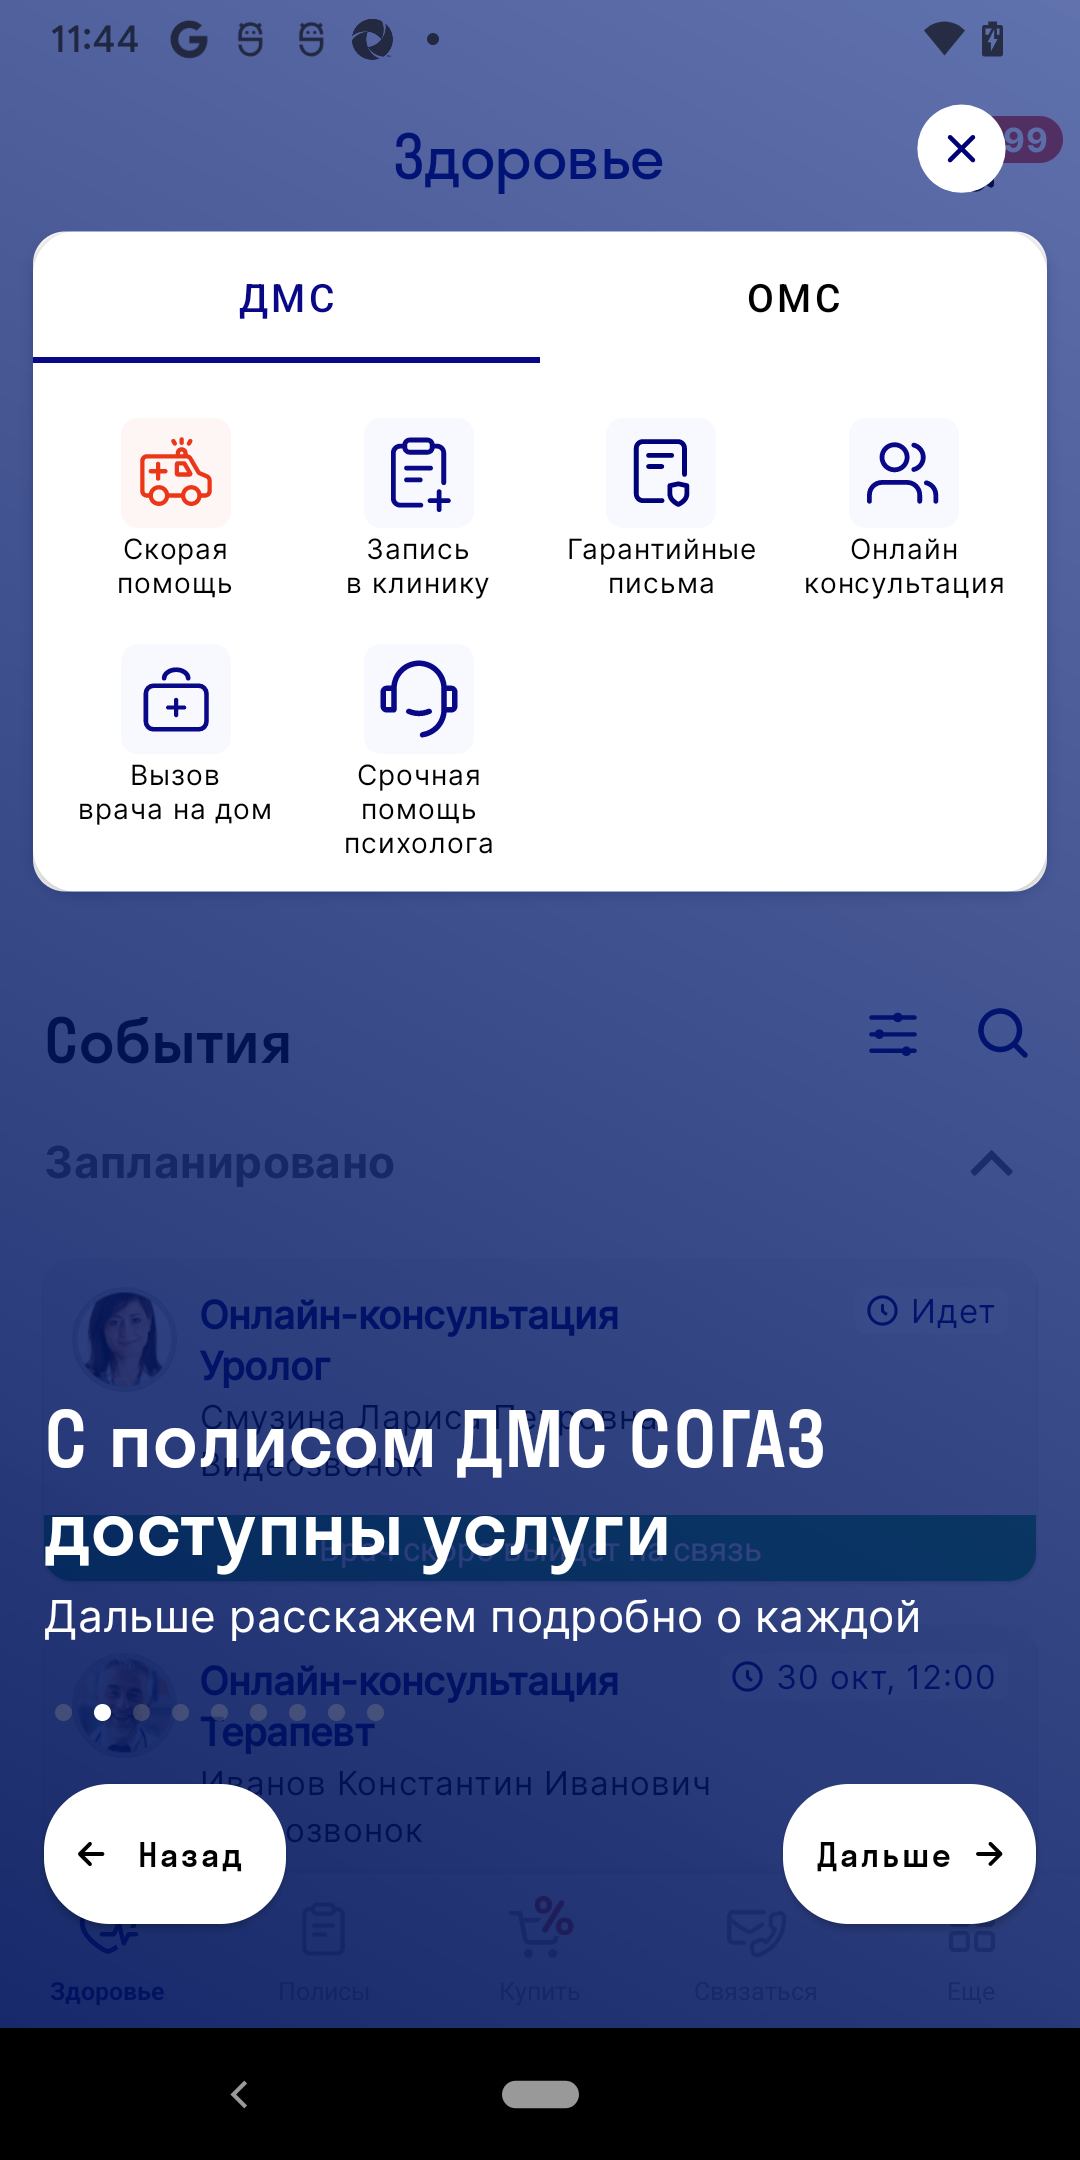 11:44
Здоровье
99
ДМС
ОМС
Скорая
помощь
Запись
в клинику
Гарантийные
письма
Онлайн
консультация
Вызов
врача на дом
Срочная
помощь
психолога
События
Запланировано
Онлайн-консультация
Идет
Уролог
Смузина Лариса Петровна
Видеозвонок
С полисом ДМС СОГАЗ
доступны услуги
Врач скоро выйдет на связь
Дальше расскажем подробно о каждой
Онлайн-консультация
30 окт, 12:00
Терапевт
Иванов Константин Иванович
озвонок
Назад
Дальше
Здоровье
Полисы
Купить
Связаться
Еще